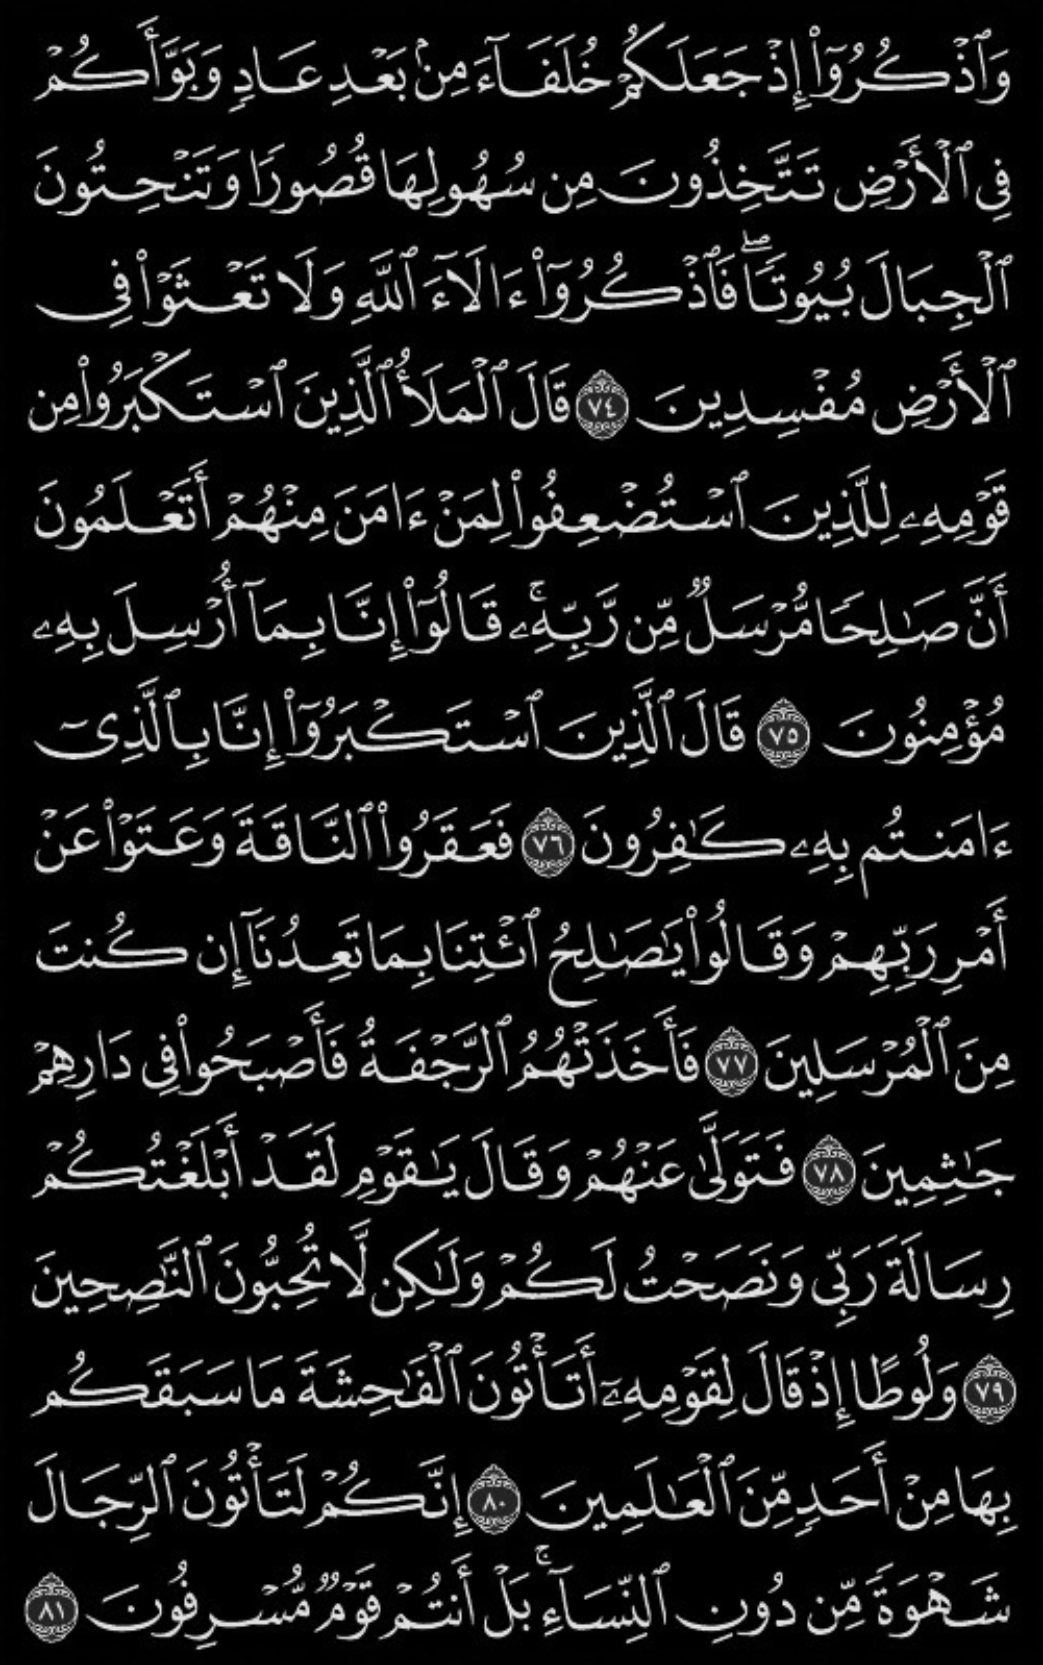 وَٱذۡكُرُوٓاْ إِذۡ جَعَلَكُمۡ خُلَفَآءَ مِنۢ بَعۡدِ عَادٖ وَبَوَّأَكُمۡ
فِي ٱلۡأَرۡضِ تَتَّخِذُونَ مِن سُهُولِهَا قُصُورٗا وَتَنۡحِتُونَ
ٱلۡجِبَالَ بُيُوتٗاۖ فَٱذۡكُرُوٓاْ ءَالَآءَ ٱللَّهِ وَلَا تَعۡثَوۡاْ فِي
ٱلۡأَرۡضِ مُفۡسِدِينَ ٧٤ قَالَ ٱلۡمَلَأُ ٱلَّذِينَ ٱسۡتَكۡبَرُواْ مِن
قَوۡمِهِۦ لِلَّذِينَ ٱسۡتُضۡعِفُواْ لِمَنۡ ءَامَنَ مِنۡهُمۡ أَتَعۡلَمُونَ
أَنَّ صَٰلِحٗا مُّرۡسَلٞ مِّن رَّبِّهِۦۚ قَالُوٓاْ إِنَّا بِمَآ أُرۡسِلَ بِهِۦ
مُؤۡمِنُونَ ٧٥ قَالَ ٱلَّذِينَ ٱسۡتَكۡبَرُوٓاْ إِنَّا بِٱلَّذِيٓ
ءَامَنتُم بِهِۦ كَٰفِرُونَ ٧٦ فَعَقَرُواْ ٱلنَّاقَةَ وَعَتَوۡاْ عَنۡ
أَمۡرِ رَبِّهِمۡ وَقَالُواْ يَٰصَٰلِحُ ٱئۡتِنَا بِمَا تَعِدُنَآ إِن كُنتَ
مِنَ ٱلۡمُرۡسَلِينَ ٧٧ فَأَخَذَتۡهُمُ ٱلرَّجۡفَةُ فَأَصۡبَحُواْ فِي دَارِهِمۡ
جَٰثِمِينَ ٧٨ فَتَوَلَّىٰ عَنۡهُمۡ وَقَالَ يَٰقَوۡمِ لَقَدۡ أَبۡلَغۡتُكُمۡ
رِسَالَةَ رَبِّي وَنَصَحۡتُ لَكُمۡ وَلَٰكِن لَّا تُحِبُّونَ ٱلنَّٰصِحِينَ
٧٩ وَلُوطًا إِذۡ قَالَ لِقَوۡمِهِۦٓ أَتَأۡتُونَ ٱلۡفَٰحِشَةَ مَا سَبَقَكُم
بِهَا مِنۡ أَحَدٖ مِّنَ ٱلۡعَٰلَمِينَ ٨٠ إِنَّكُمۡ لَتَأۡتُونَ ٱلرِّجَالَ
شَهۡوَةٗ مِّن دُونِ ٱلنِّسَآءِۚ بَلۡ أَنتُمۡ قَوۡمٞ مُّسۡرِفُونَ ٨١